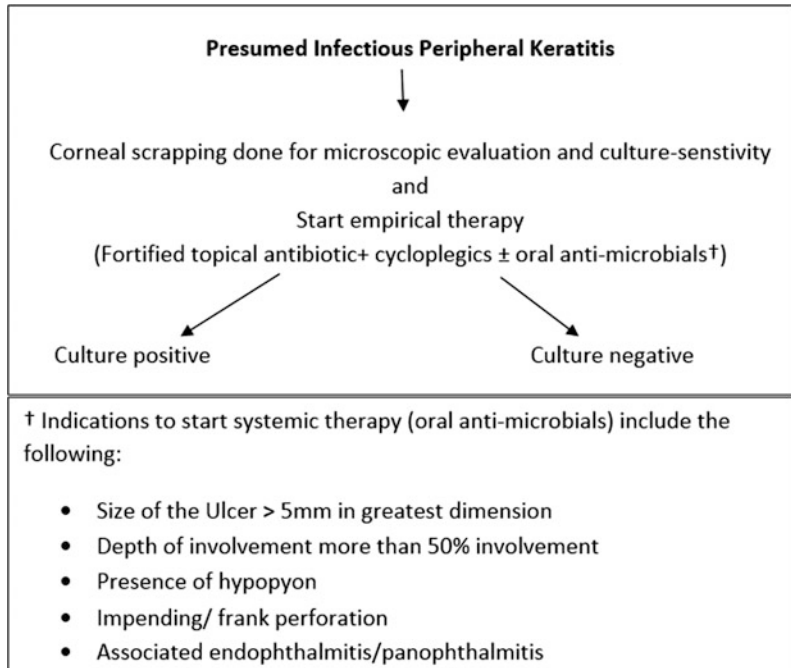 Presumed Infectious Peripheral Keratitis
Corneal scrapping done for microscopic evaluation and culture-senstivity
and
Start empirical therapy
(Fortified topical antibiotic+ cycloplegics ± oral anti-microbials†)
Culture positive
Culture negative
† Indications to start systemic therapy (oral anti-microbials) include the
following:
• Size of the Ulcer > 5mm in greatest dimension
• Depth of involvement more than 50% involvement
• Presence of hypopyon
• Impending/ frank perforation
• Associated endophthalmitis/panophthalmitis